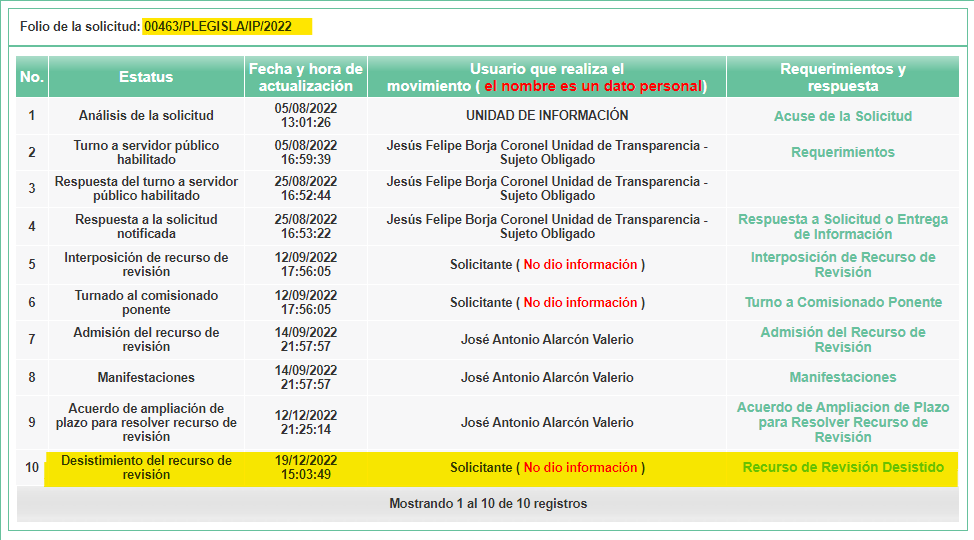 Folio de la solicitud: 00463/PLEGISLA/IP/2022
No. Estatus Fecha y hora de actualización Usuario que realiza el movimiento ( el nombre es un dato personal) Requerimientos y respuesta
1 Análisis de la solicitud 05/08/2022 13:01:26 UNIDAD DE INFORMACIÓN Acuse de la Solicitud
2 Turno a servidor público habilitado 05/08/2022 16:59:39 Jesús Felipe Borja Coronel Unidad de Transparencia - Sujeto Obligado Requerimientos
3 Respuesta del turno a servidor público habilitado 25/08/2022 16:52:44 Jesús Felipe Borja Coronel Unidad de Transparencia - Sujeto Obligado
4 Respuesta a la solicitud notificada 25/08/2022 16:53:22 Jesús Felipe Borja Coronel Unidad de Transparencia - Sujeto Obligado Respuesta a Solicitud o Entrega de Información
5 Interposición de recurso de revisión 12/09/2022 17:56:05 Solicitante ( No dio información ) Interposición de Recurso de Revisión
6 Turnado al comisionado ponente 12/09/2022 17:56:05 Solicitante ( No dio información ) Turno a Comisionado Ponente
7 Admisión del recurso de revisión 14/09/2022 21:57:57 José Antonio Alarcón Valerio Admisión del Recurso de Revisión
8 Manifestaciones 14/09/2022 21:57:57 José Antonio Alarcón Valerio Manifestaciones
9 Acuerdo de ampliación de plazo para resolver recurso de revisión 12/12/2022 21:25:14 José Antonio Alarcón Valerio Acuerdo de Ampliacion de Plazo para Resolver Recurso de Revisión
10 Desistimiento del recurso de revisión 19/12/2022 15:03:49 Solicitante ( No dio información ) Recurso de Revisión Desistido
Mostrando 1 al 10 de 10 registros